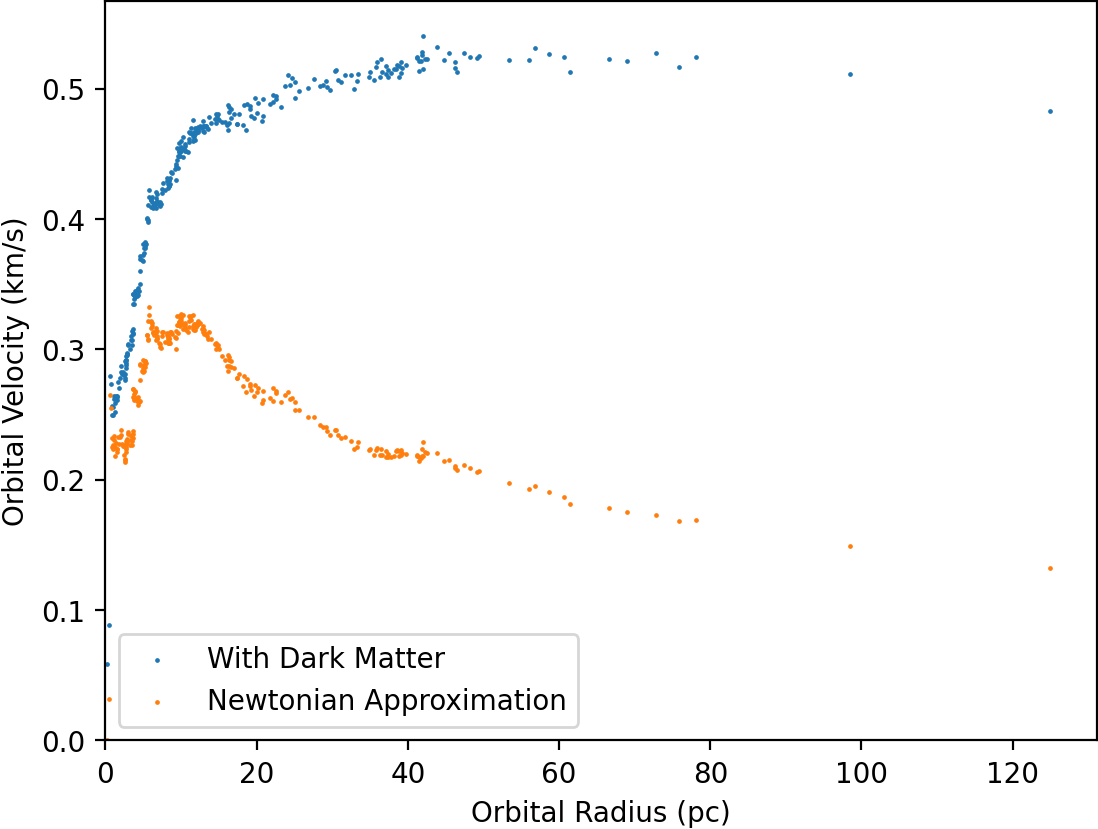 0.5
0.4
0.3
0.2
0.1
0.0
Orbital Velocity (km/s)
With Dark Matter
Newtonian Approximation
0 20 40 60 80 100 120
Orbital Radius (pc)